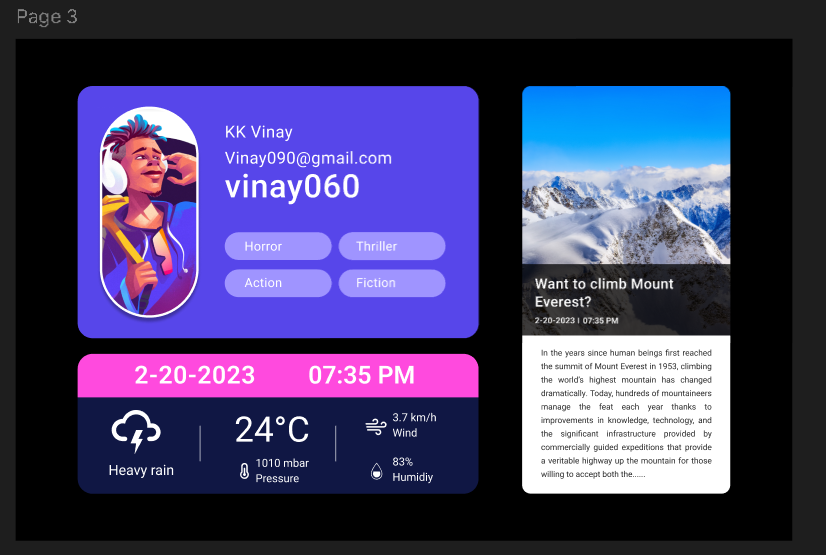 Page 3
KK Vinay
Vinay090@gmail.com
vinay060
Horror
Thriller
Action
Fiction
2-20-2023
07:35 PM
Heavy rain
24°C
1010 mbar
Pressure
3.7 km/h
Wind
83%
Humidiy
Want to climb Mount
Everest?
2-20-2023 | 07:35 PM
In the years since human beings first reached
the summit of Mount Everest in 1953, climbing
the world's highest mountain has changed
dramatically. Today, hundreds of mountaineers
manage the feat each year thanks to
improvements in knowledge, technology, and
the significant infrastructure provided by
commercially guided expeditions that provide
a veritable highway up the mountain for those
willing to accept both the......